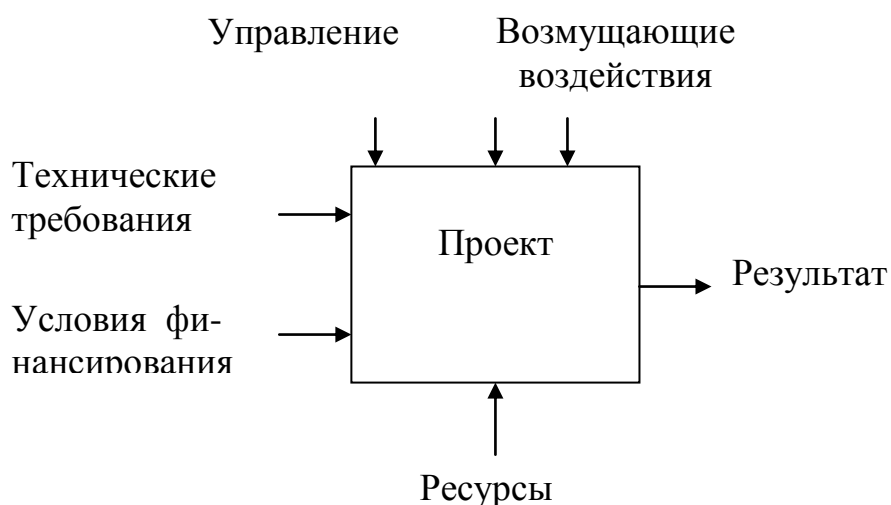 Управление
Возмущающие
воздействия
Технические
требования
Проект
Результат
Условия фи-
нансирования
Ресурсы